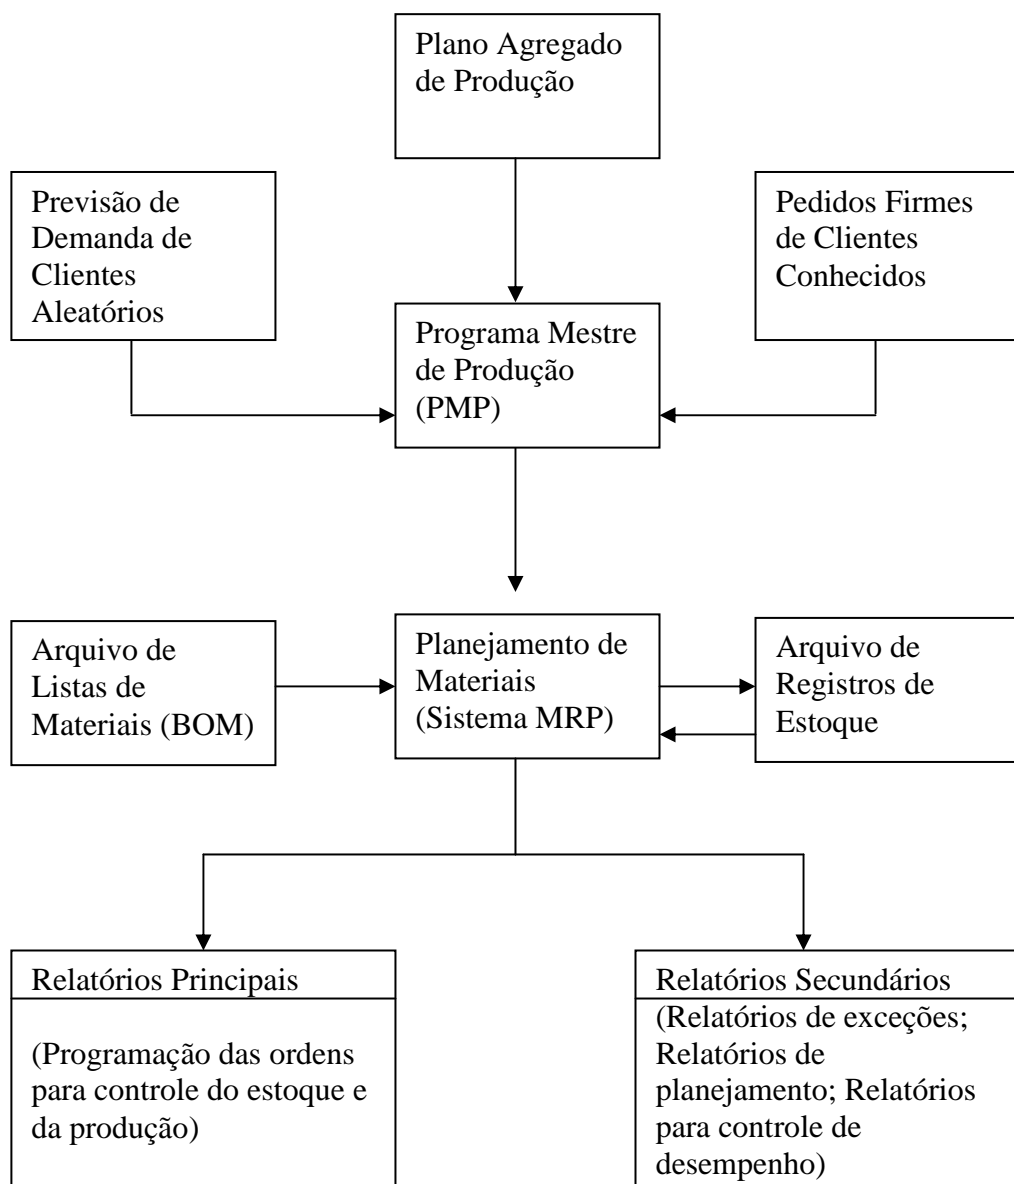 Plano Agregado
de Produção
Previsão de
Demanda de
Clientes
Aleatórios
Pedidos Firmes
de Clientes
Conhecidos
Programa Mestre
de Produção
(PMP)
Arquivo de
Listas de
Materiais (BOM)
Planejamento de
Materiais
(Sistema MRP)
Arquivo de
Registros de
Estoque
Relatórios Principais
(Programação das ordens
para controle do estoque e
da produção)
Relatórios Secundários
(Relatórios de exceções;
Relatórios de
planejamento; Relatórios
para controle de
desempenho)